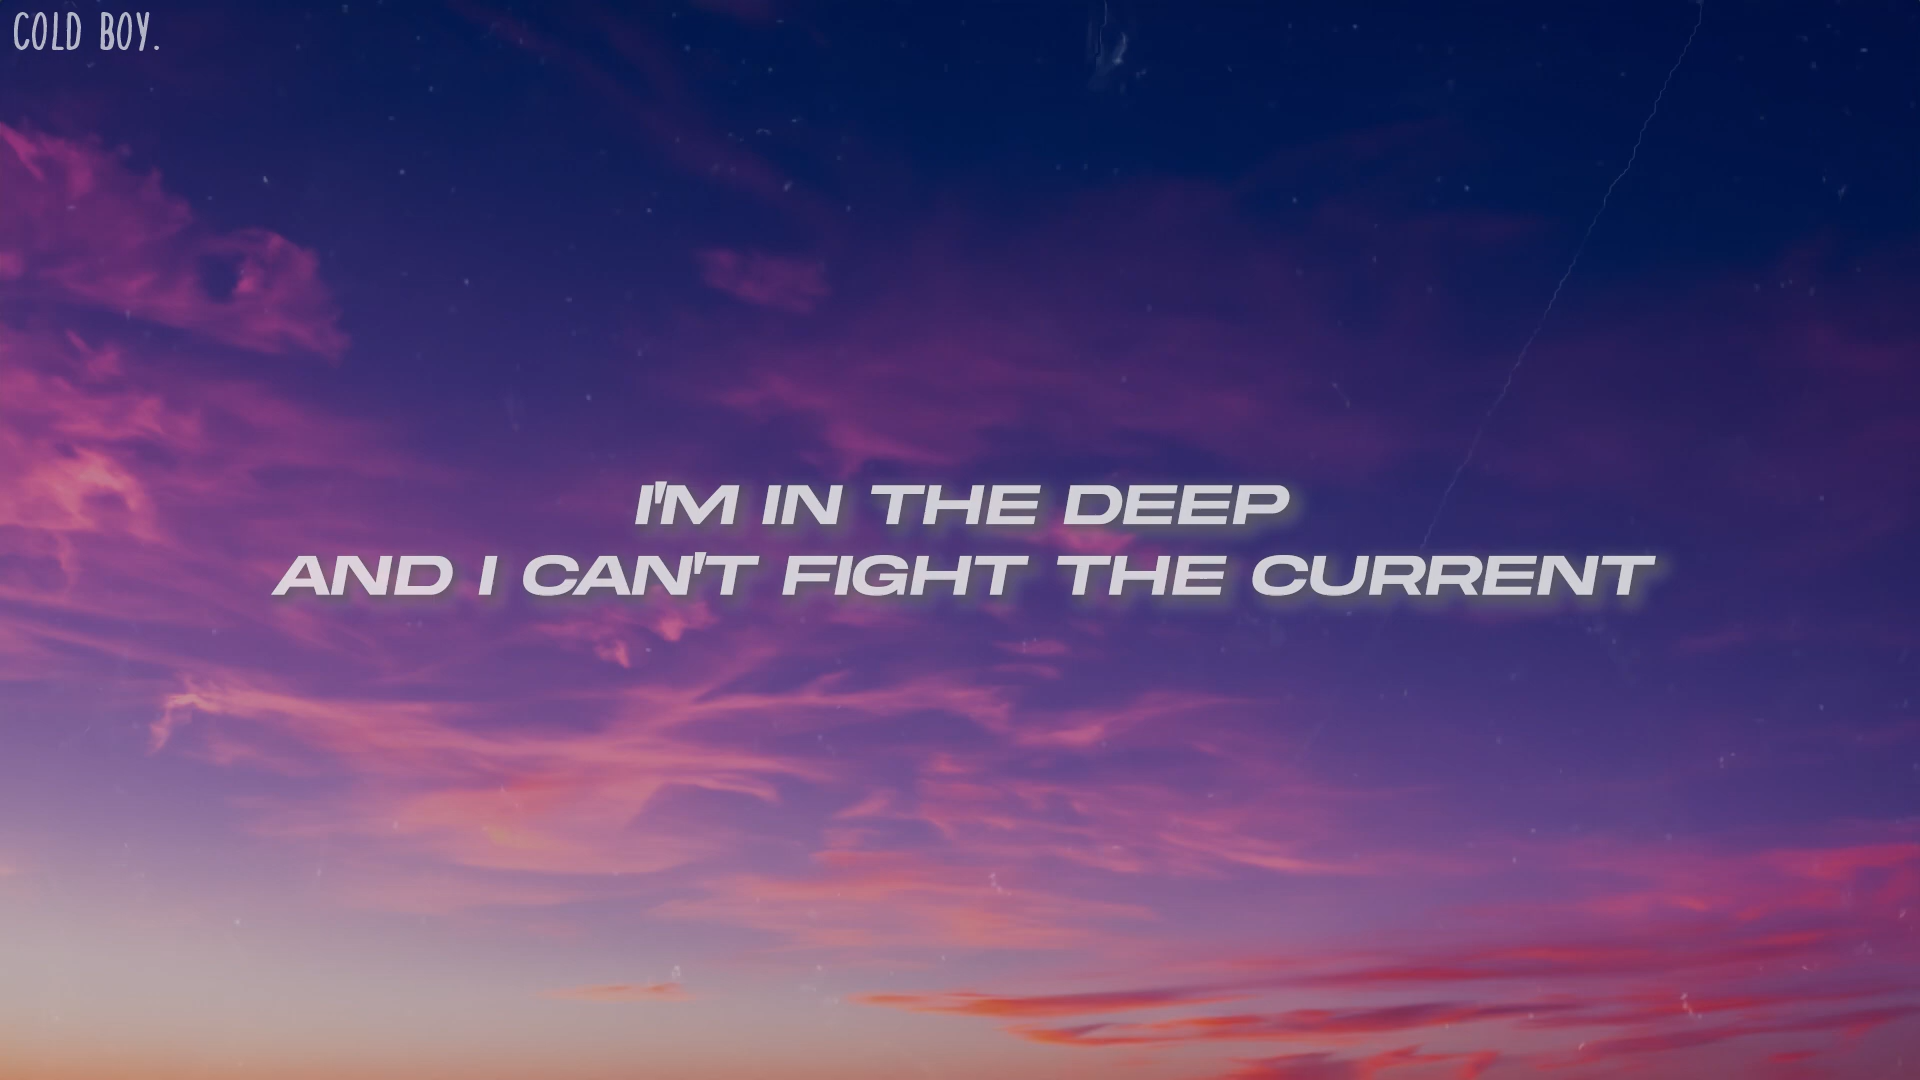 COLD BOY.
I'M IN THE DEEP
AND I CAN'T FIGHT THE CURRENT